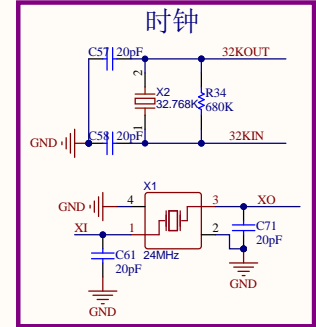 时钟
C57 20pF
32KOUT
2
X2
32.768K
R34
680K
1
C58 20pF
32KIN
GND
X1
GND
4
3
XO
XI
1
2
C71
20pF
C61
20pF
24MHz
GND
GND